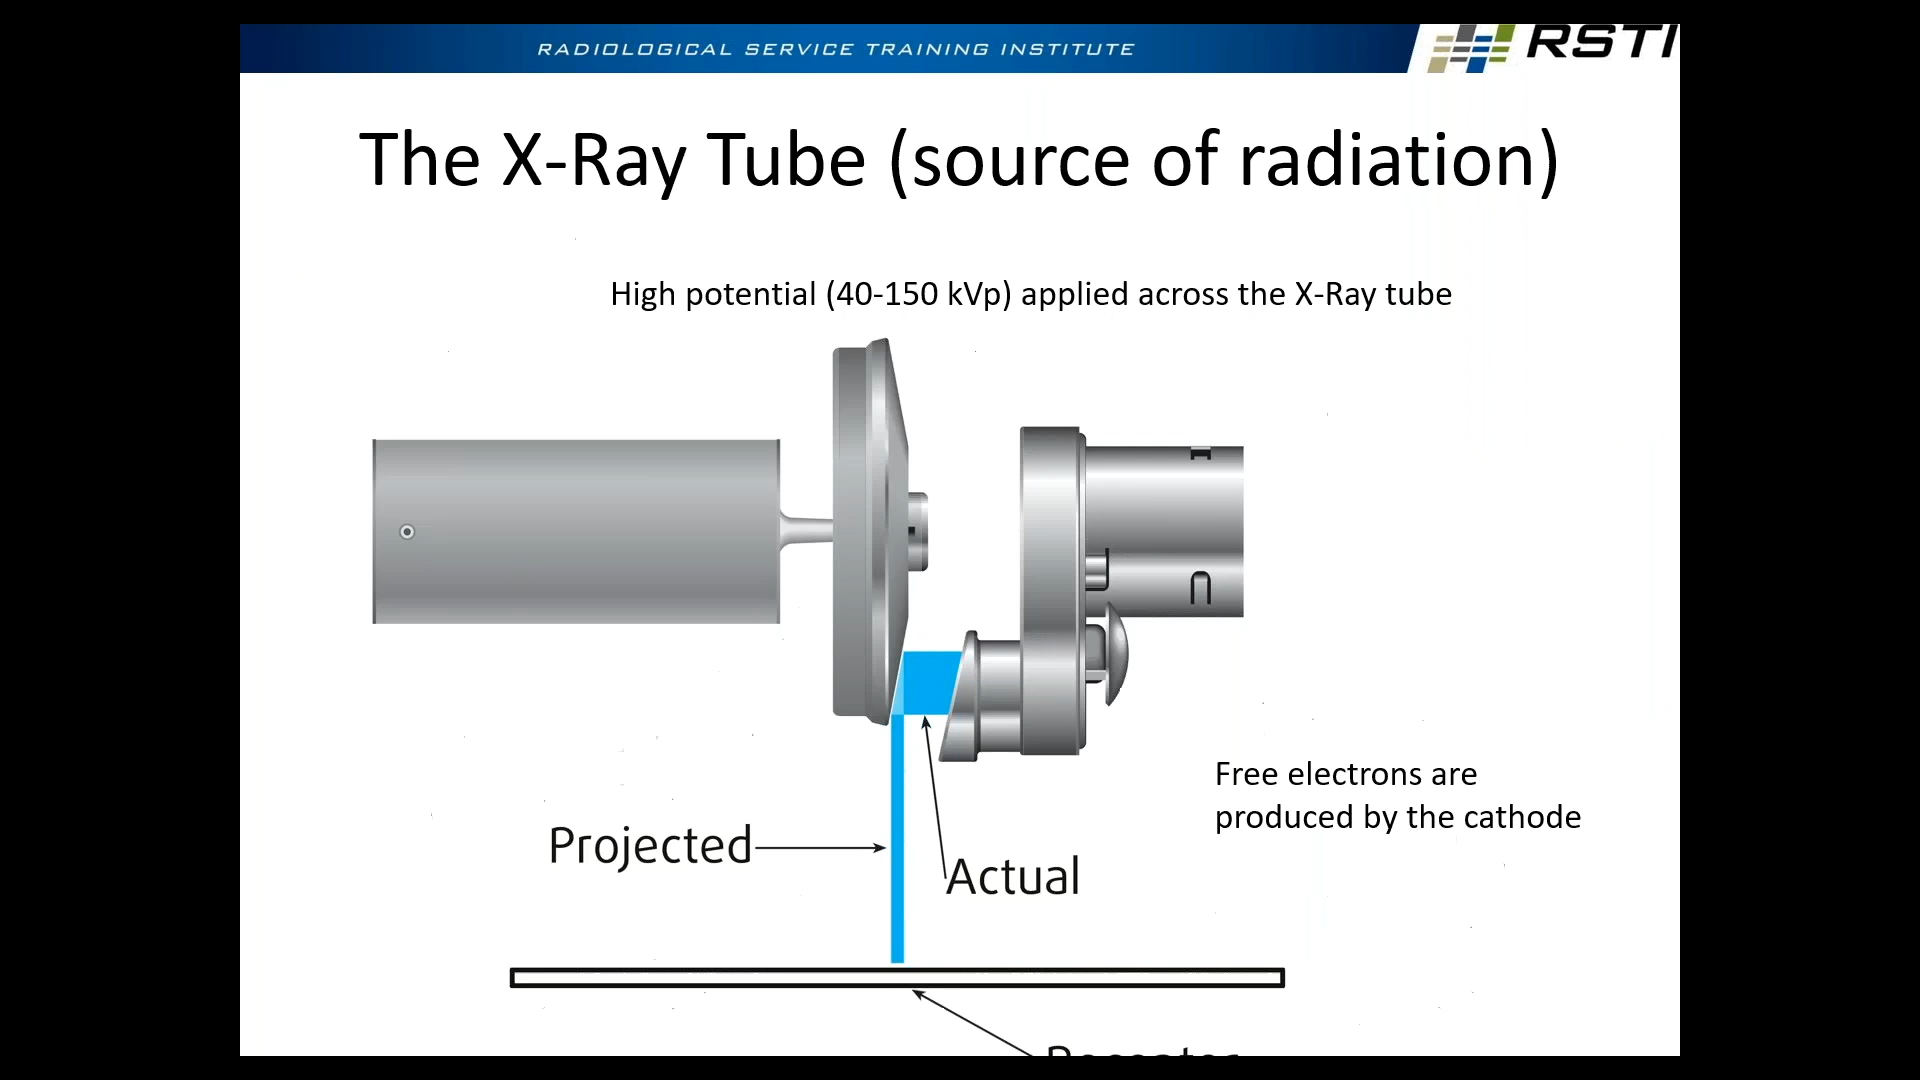 RADIOLOGICAL SERVICE TRAINING INSTITUTE
RSTI
The X-Ray Tube (source of radiation)
High potential (40-150 kVp) applied across the X-Ray tube
Free electrons are
produced by the cathode
Projected
Actual